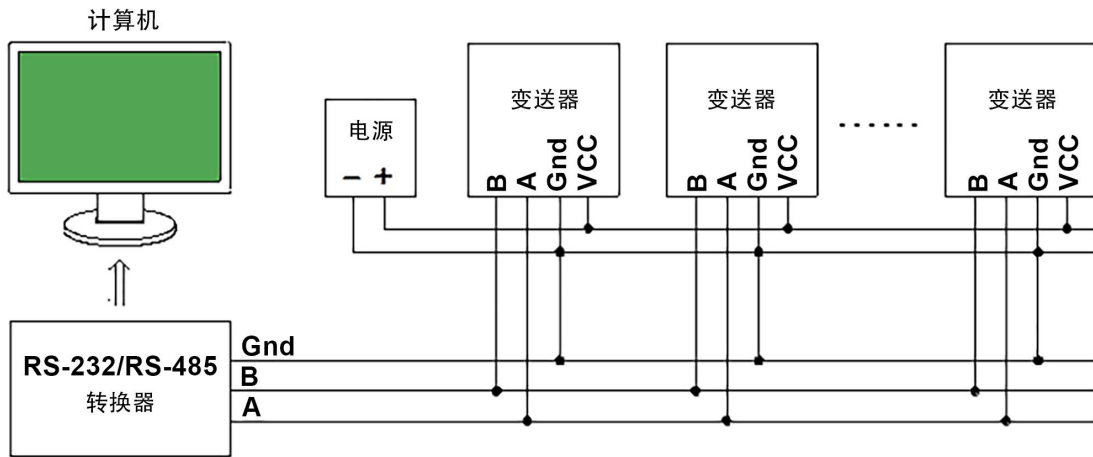 计算机
电源
- +
变送器
B A Gnd VCC
变送器
B A Gnd VCC
......
变送器
B A Gnd VCC
RS-232/RS-485
转换器
Gnd
B
A